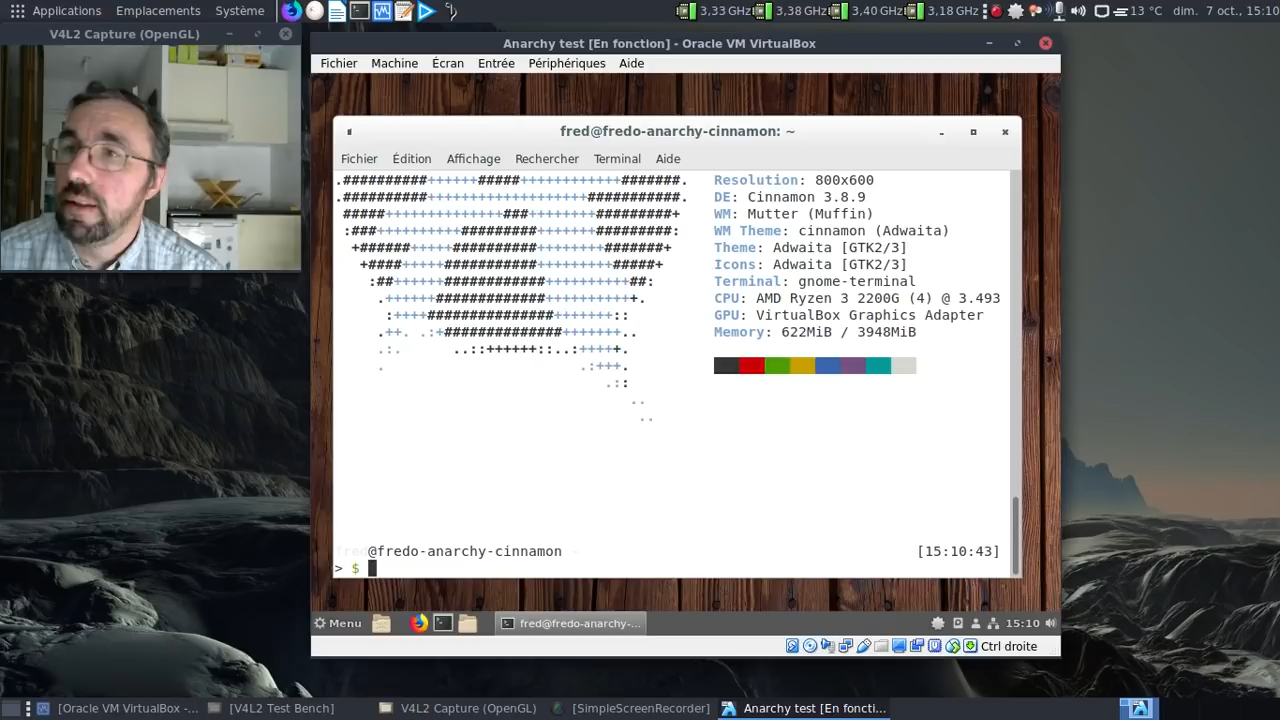 Applications Emplacements Système 3,33 GHz 3,38 GHz 3,40 GHz 3,18 GHz 13 °C dim. 7 oct., 15:10
V4L2 Capture (OpenGL)
Anarchy test [En fonction] - Oracle VM VirtualBox
Fichier Machine Écran Entrée Périphériques Aide
fred@fredo-anarchy-cinnamon: ~
Fichier Édition Affichage Rechercher Terminal Aide
.##########++++++#####++++++++++++#######. Resolution: 800x600
.##########+++++++++++++++++++###########. DE: Cinnamon 3.8.9
#####++++++++++++++###++++++++#########+ WM: Mutter (Muffin)
:###++++++++++#########+++++++#########: WM Theme: cinnamon (Adwaita)
+######+++++##########++++++++#######+ Theme: Adwaita [GTK2/3]
+####+++++###########+++++++++#####+ Icons: Adwaita [GTK2/3]
:##++++++############++++++++++##: Terminal: gnome-terminal
.++++++#############++++++++++. CPU: AMD Ryzen 3 2200G (4) @ 3.493
:++++###############+++++++:: GPU: VirtualBox Graphics Adapter
.++. .:+##############+++++++.. Memory: 622MiB / 3948MiB
.:. ..::++++++::..:+++++.
. .:+++.
.::
..
..
fred@fredo-anarchy-cinnamon ~ [15:10:43]
> $
Menu fred@fredo-anarchy-... 15:10
Ctrl droite
[Oracle VM VirtualBox -... [V4L2 Test Bench] V4L2 Capture (OpenGL) [SimpleScreenRecorder] Anarchy test [En foncti...